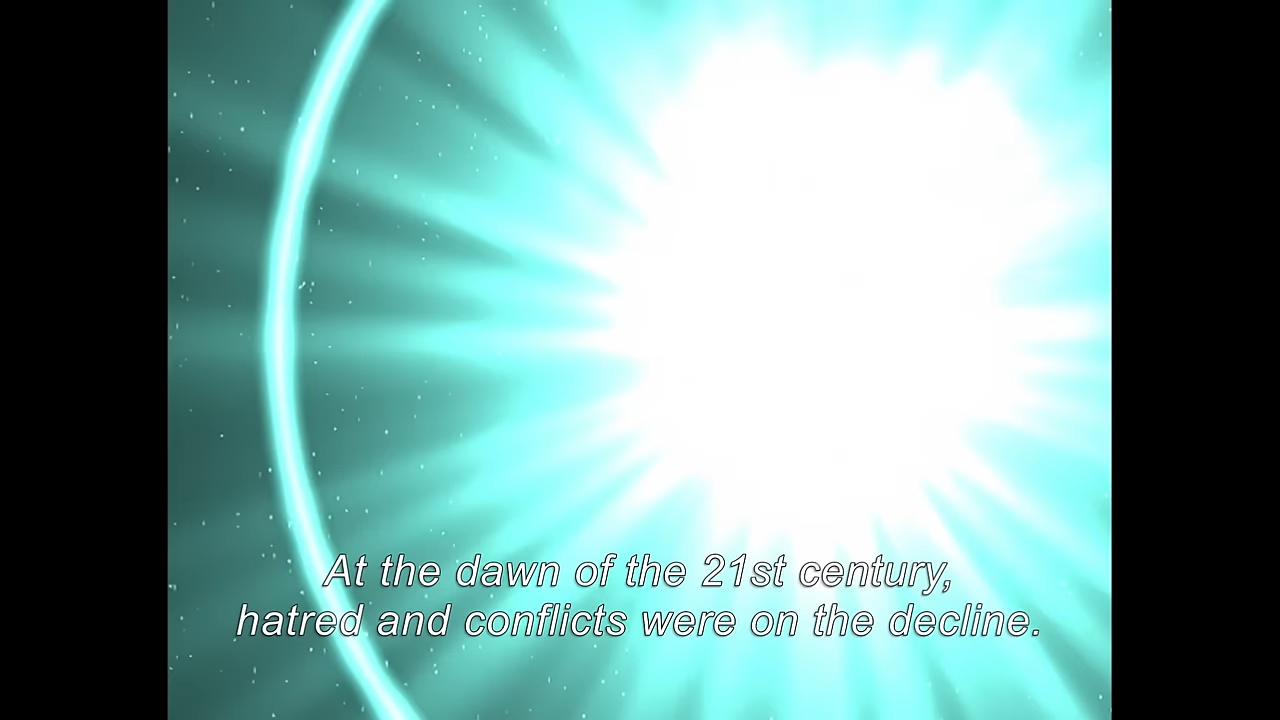 At the dawn of the 21st century,
hatred and conflicts were on the decline.